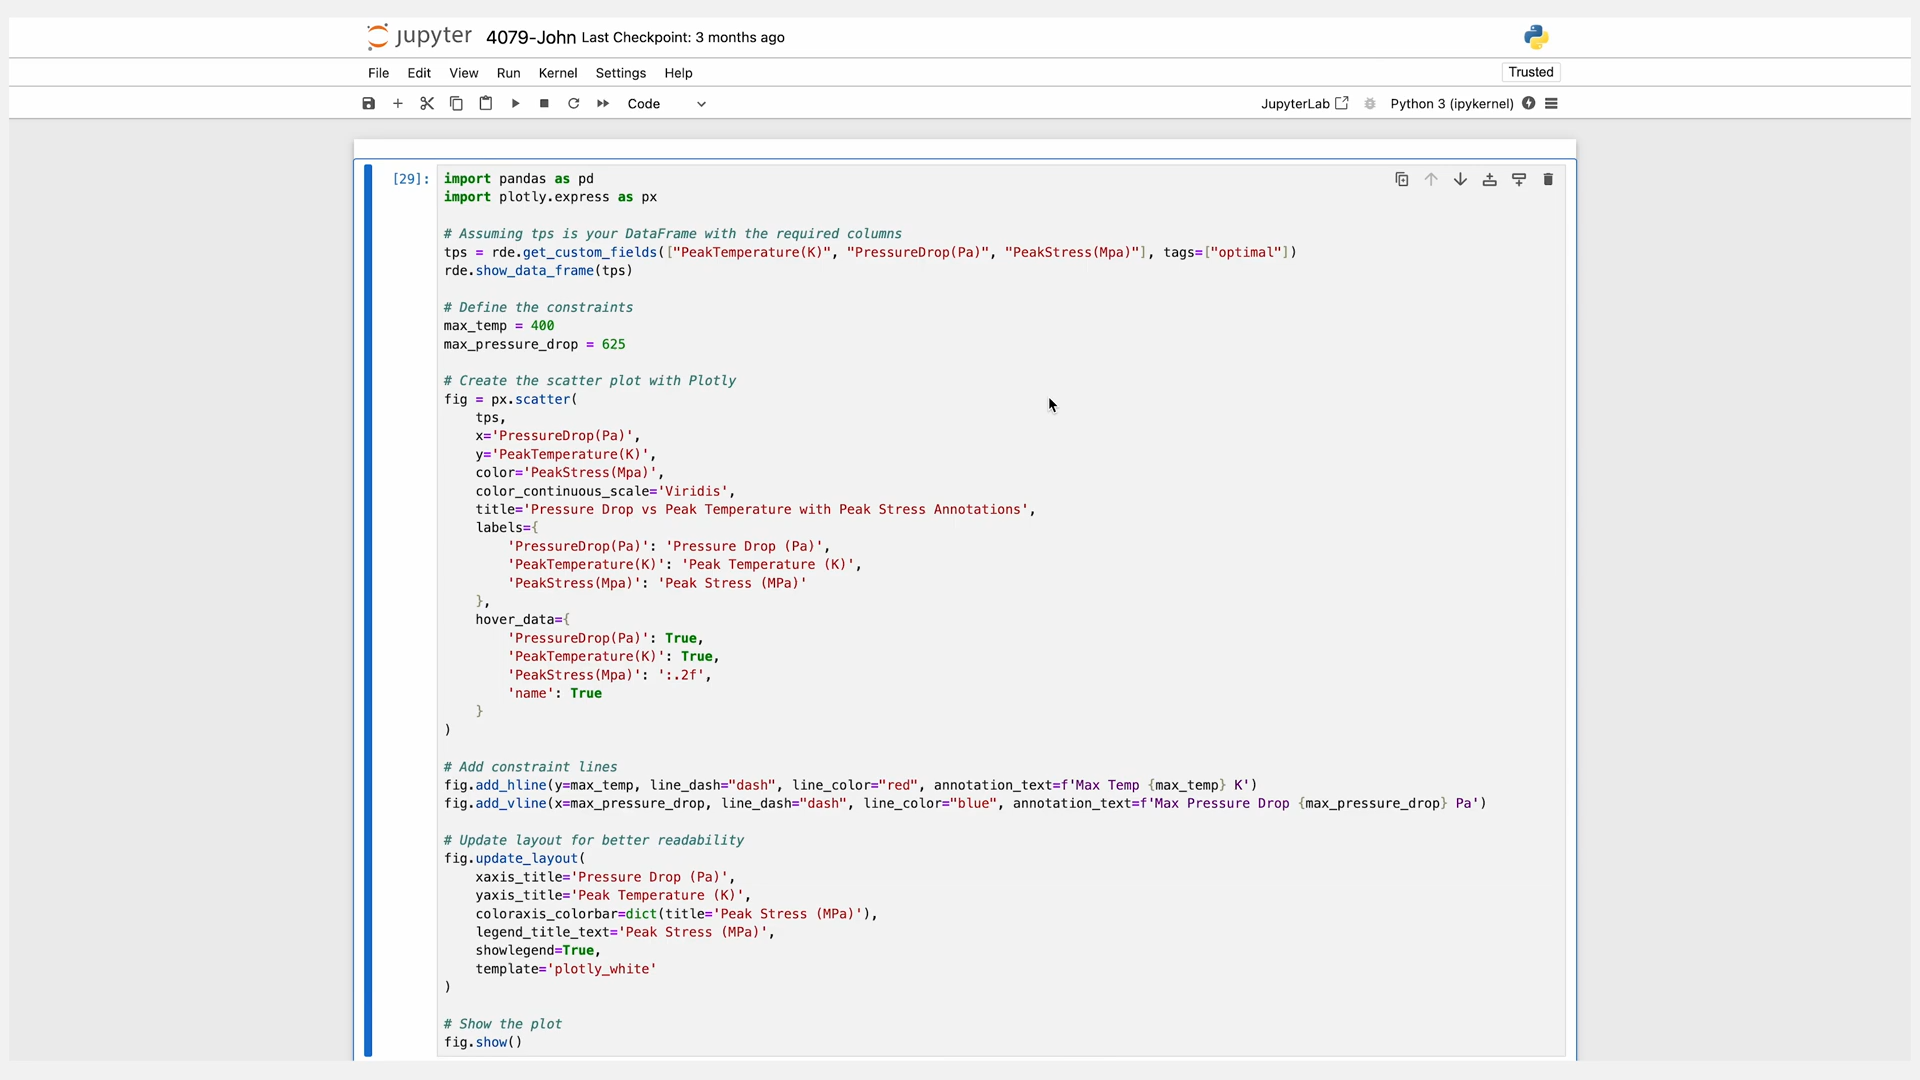 jupyter 4079-John Last Checkpoint: 3 months ago
File Edit View Run Kernel Settings Help Trusted
Code JupyterLab Python 3 (ipykernel)
[29]: import pandas as pd
import plotly.express as px

# Assuming tps is your DataFrame with the required columns
tps = rde.get_custom_fields(["PeakTemperature(K)", "PressureDrop(Pa)", "PeakStress(Mpa)"], tags=["optimal"])
rde.show_data_frame(tps)

# Define the constraints
max_temp = 400
max_pressure_drop = 625

# Create the scatter plot with Plotly
fig = px.scatter(
    tps,
    x='PressureDrop(Pa)',
    y='PeakTemperature(K)',
    color='PeakStress(Mpa)',
    color_continuous_scale='Viridis',
    title='Pressure Drop vs Peak Temperature with Peak Stress Annotations',
    labels={
        'PressureDrop(Pa)': 'Pressure Drop (Pa)',
        'PeakTemperature(K)': 'Peak Temperature (K)',
        'PeakStress(Mpa)': 'Peak Stress (MPa)'
    },
    hover_data={
        'PressureDrop(Pa)': True,
        'PeakTemperature(K)': True,
        'PeakStress(Mpa)': ':.2f',
        'name': True
    }
)

# Add constraint lines
fig.add_hline(y=max_temp, line_dash="dash", line_color="red", annotation_text=f'Max Temp {max_temp} K')
fig.add_vline(x=max_pressure_drop, line_dash="dash", line_color="blue", annotation_text=f'Max Pressure Drop {max_pressure_drop} Pa')

# Update layout for better readability
fig.update_layout(
    xaxis_title='Pressure Drop (Pa)',
    yaxis_title='Peak Temperature (K)',
    coloraxis_colorbar=dict(title='Peak Stress (MPa)'),
    legend_title_text='Peak Stress (MPa)',
    showlegend=True,
    template='plotly_white'
)

# Show the plot
fig.show()